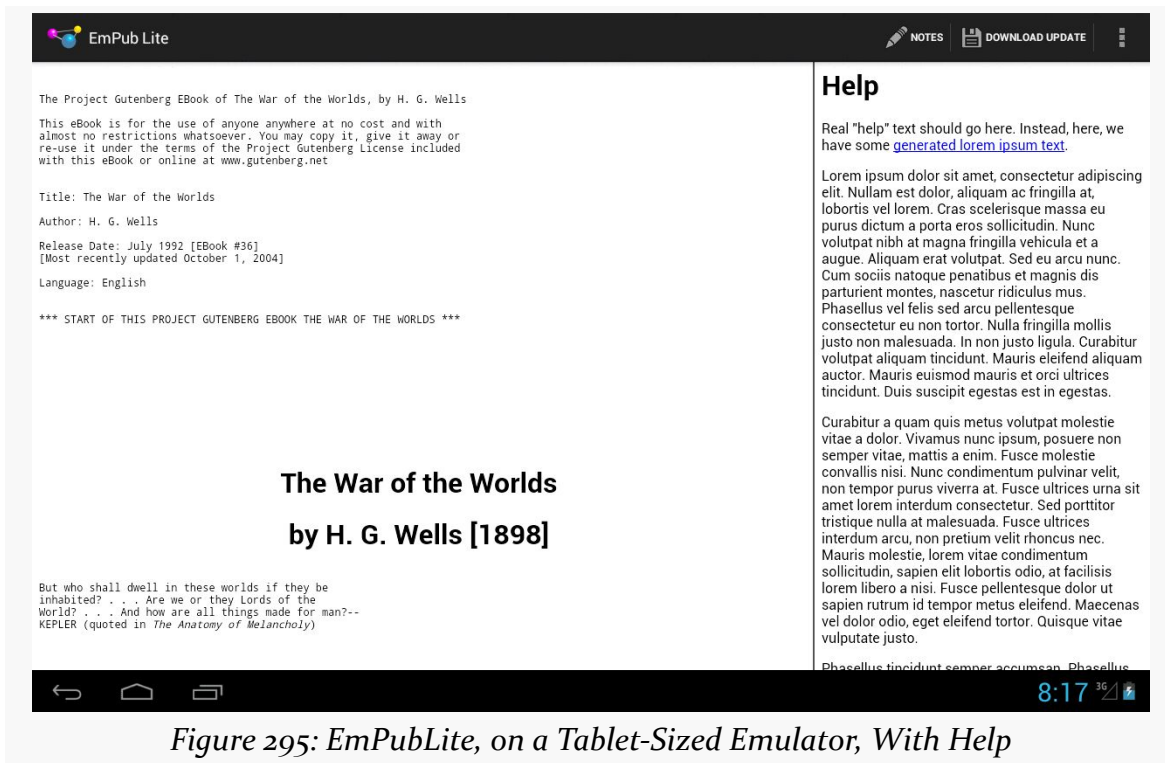 EmPub Lite
NOTES
DOWNLOAD UPDATE
The Project Gutenberg EBook of The War of the Worlds, by H. G. Wells
This eBook is for the use of anyone anywhere at no cost and with
almost no restrictions whatsoever. You may copy it, give it away or
re-use it under the terms of the Project Gutenberg License included
with this eBook or online at www.gutenberg.net
Title: The War of the Worlds
Author: H. G. Wells
Release Date: July 1992 [EBook #36]
[Most recently updated October 1, 2004]
Language: English
*** START OF THIS PROJECT GUTENBERG EBOOK THE WAR OF THE WORLDS ***
The War of the Worlds
by H. G. Wells [1898]
But who shall dwell in these worlds if they be
inhabited? . . . Are we or they Lords of the
World? . . . And how are all things made for man?--
KEPLER (quoted in The Anatomy of Melancholy)
Help
Real "help" text should go here. Instead, here, we
have some generated lorem ipsum text.
Lorem ipsum dolor sit amet, consectetur adipiscing
elit. Nullam est dolor, aliquam ac fringilla at,
lobortis vel lorem. Cras scelerisque massa eu
purus dictum a porta eros sollicitudin. Nunc
volutpat nibh at magna fringilla vehicula et a
augue. Aliquam erat volutpat. Sed eu arcu nunc.
Cum sociis natoque penatibus et magnis dis
parturient montes, nascetur ridiculus mus.
Phasellus vel felis sed arcu pellentesque
consectetur eu non tortor. Nulla fringilla mollis
justo non malesuada. In non justo ligula. Curabitur
volutpat aliquam tincidunt. Mauris eleifend aliquam
auctor. Mauris euismod mauris et orci ultrices
tincidunt. Duis suscipit egestas est in egestas.
Curabitur a quam quis metus volutpat molestie
vitae a dolor. Vivamus nunc ipsum, posuere non
semper vitae, mattis a enim. Fusce molestie
convallis nisi. Nunc condimentum pulvinar velit,
non tempor purus viverra at. Fusce ultrices urna sit
amet lorem interdum consectetur. Sed porttitor
tristique nulla at malesuada. Fusce ultrices
interdum arcu, non pretium velit rhoncus nec.
Mauris molestie, lorem vitae condimentum
sollicitudin, sapien elit lobortis odio, at facilisis
lorem libero a nisi. Fusce pellentesque dolor ut
sapien rutrum id tempor metus eleifend. Maecenas
vel dolor odio, eget eleifend tortor. Quisque vitae
vulputate justo.
Phasellus tincidunt semper accumsan. Phasellus
8:17 3G
Figure 295: EmPubLite, on a Tablet-Sized Emulator, With Help